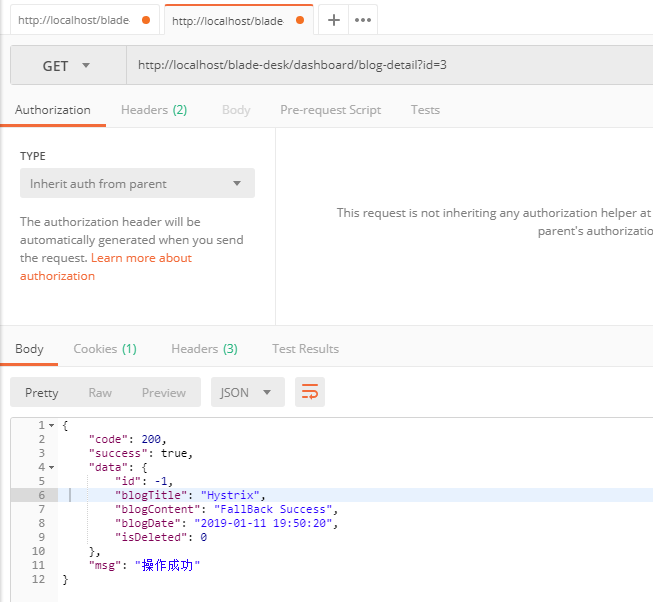 http://localhost/blade http://localhost/blade
GET http://localhost/blade-desk/dashboard/blog-detail?id=3
Authorization Headers (2) Body Pre-request Script Tests
TYPE
Inherit auth from parent
The authorization header will be
automatically generated when you send
the request. Learn more about
authorization
This request is not inheriting any authorization helper at
parent's authorizatio
Body Cookies (1) Headers (3) Test Results
Pretty Raw Preview JSON
1 {
2 "code": 200,
3 "success": true,
4 "data": {
5 "id": -1,
6 "blogTitle": "Hystrix",
7 "blogContent": "FallBack Success",
8 "blogDate": "2019-01-11 19:50:20",
9 "isDeleted": 0
10 },
11 "msg": "操作成功"
12 }